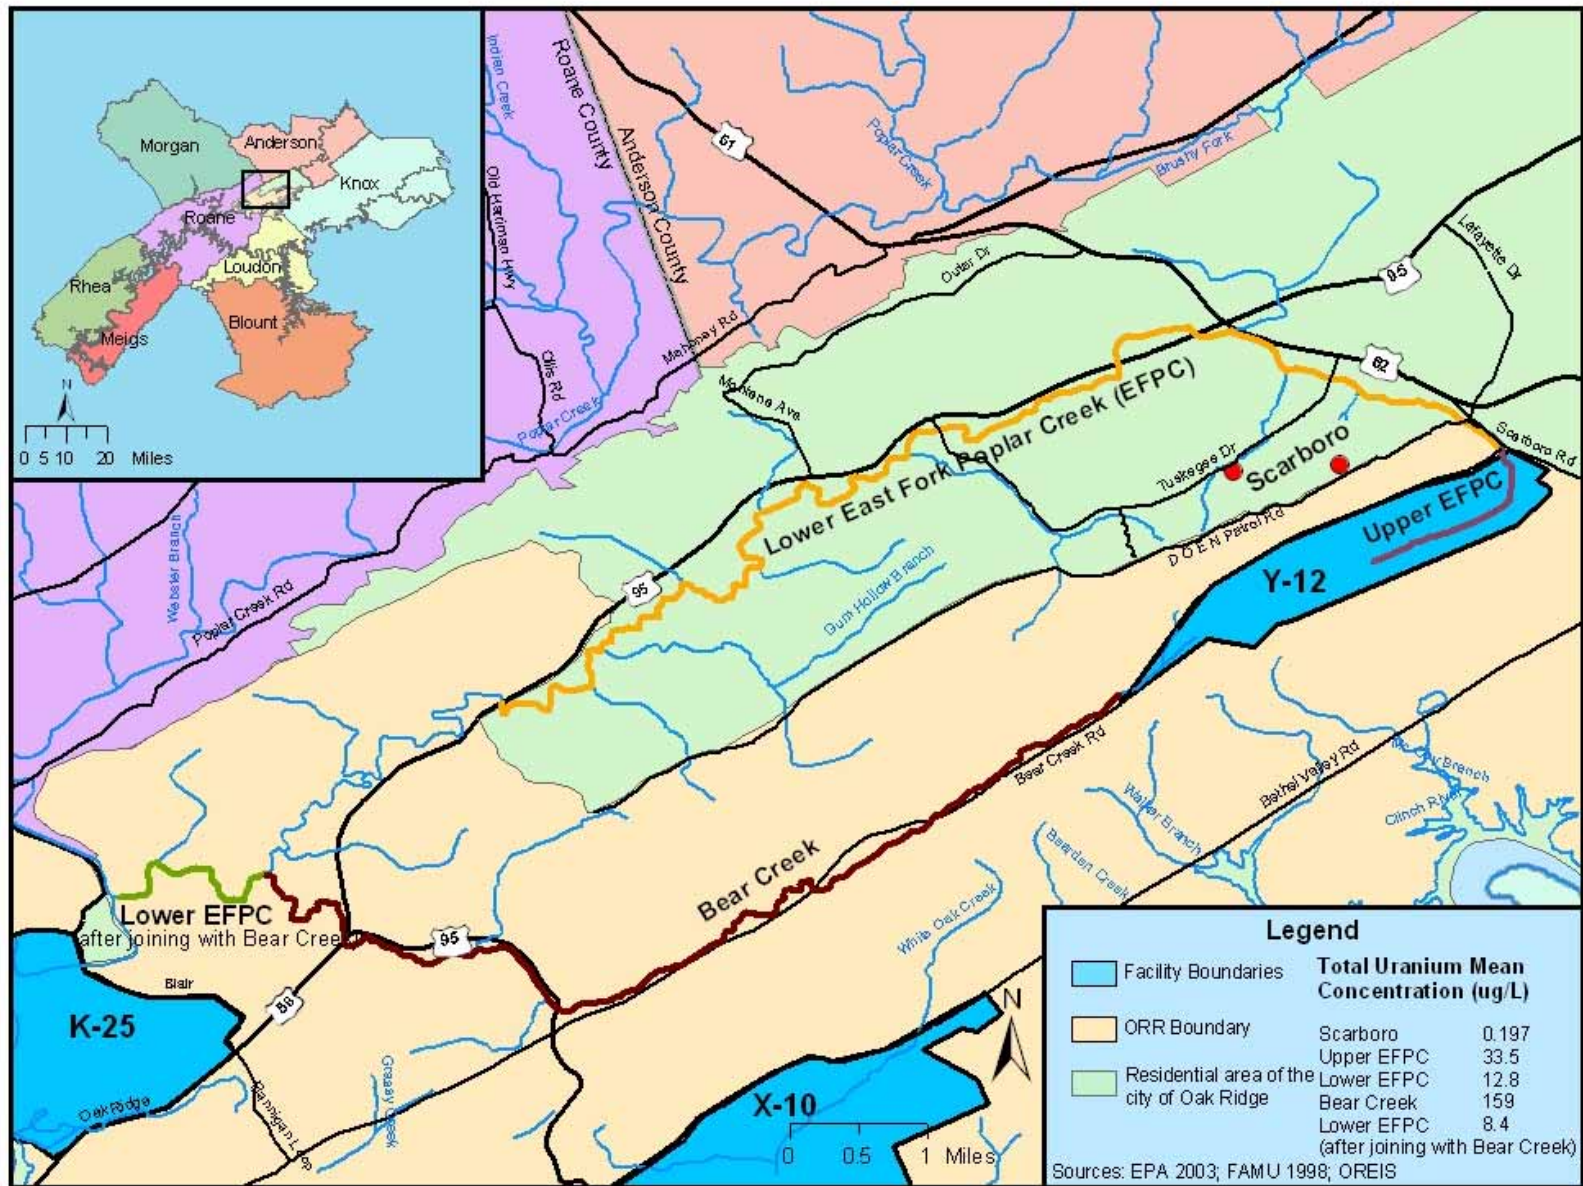 Morgan
Anderson
Knox
Roane
Loudon
Rhea
Meigs
Blount
N
0 5 10 20 Miles
Indian Creek
Roane County
Anderson County
61
Poplar Creek
Brushy Fork
Old Harriman Hwy
Outer Dr
Lafayette Dr
95
Mahoney Rd
Ollis Rd
Montana Ave
62
Poplar Creek
Lower East Fork Poplar Creek (EFPC)
Tuskegee Dr
Scarboro
Scarboro Rd
Upper EFPC
D O E N Patrol Rd
Y-12
Webster Branch
Poplar Creek Rd
95
Gum Hollow Branch
Bear Creek Rd
Bethel Valley Rd
Mc Coy Branch
Walker Branch
Clinch River
Bearden Creek
Bear Creek
White Oak Creek
Lower EFPC
(after joining with Bear Creek)
95
Blair
K-25
Oak Ridge
Grassy Creek
X-10
N
0 0.5 1 Miles
Legend
Facility Boundaries
ORR Boundary
Residential area of the
city of Oak Ridge
Total Uranium Mean
Concentration (ug/L)
Scarboro 0.197
Upper EFPC 33.5
Lower EFPC 12.8
Bear Creek 159
Lower EFPC 8.4
(after joining with Bear Creek)
Sources: EPA 2003; FAMU 1998; OREIS